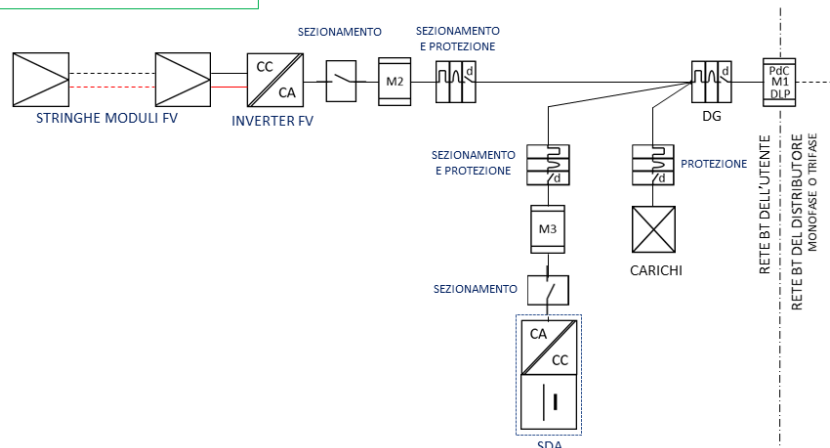 SEZIONAMENTO
SEZIONAMENTO
E PROTEZIONE
CC
CA
M2
d
d
PdC
M1
DLP
STRINGHE MODULI FV
INVERTER FV
DG
SEZIONAMENTO
E PROTEZIONE
d
d
PROTEZIONE
M3
CARICHI
SEZIONAMENTO
CA
CC
SDA
RETE BT DELL'UTENTE
RETE BT DEL DISTRIBUTORE
MONOFASE O TRIFASE